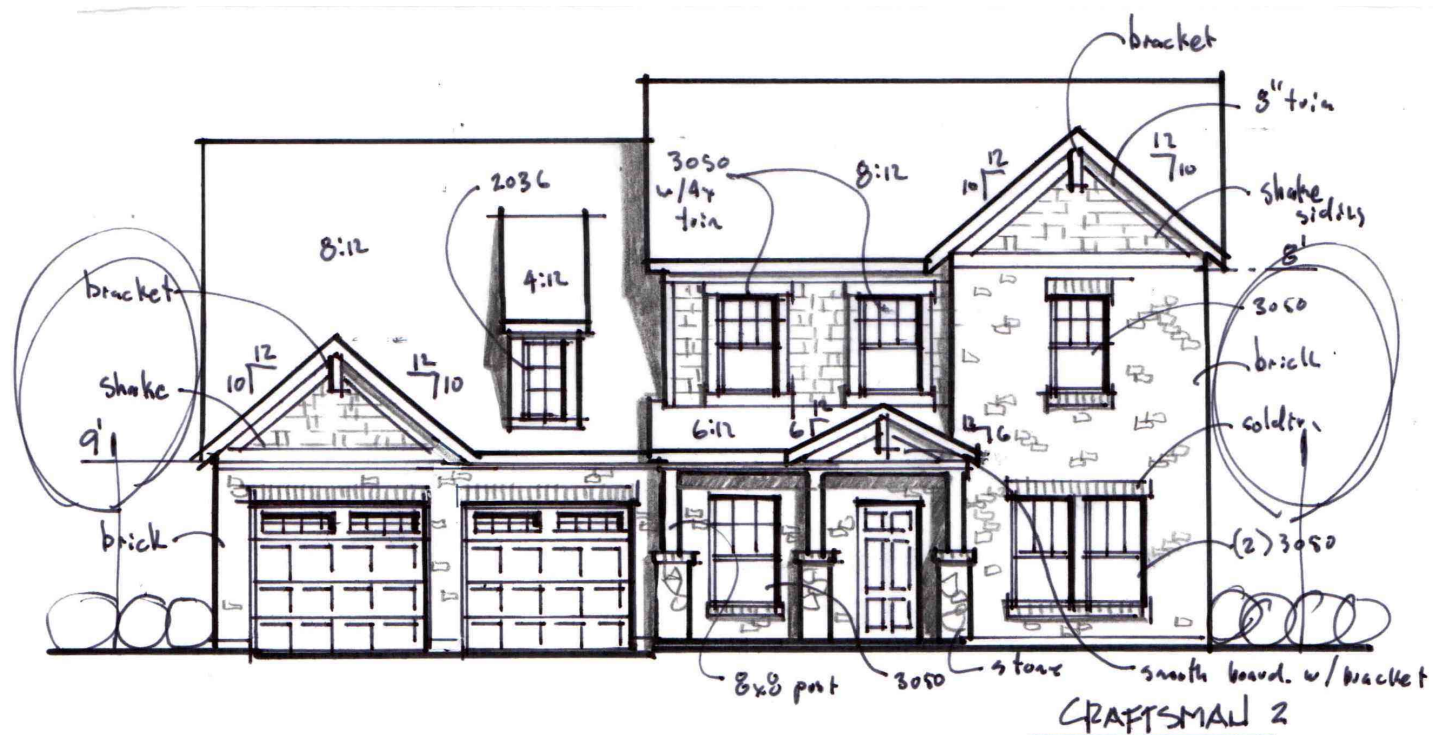 bracket
8" trim
3050
w/4x
trim
8:12
12
10
12
10
shake
siding
8'
2036
8:12
4:12
bracket
3050
12
10
12
10
brick
shake
soldier
9'
6:12
12
6
12
6
brick
(2) 3050
8x8 post
3050
stone
smooth board. w/ bracket
CRAFTSMAN 2